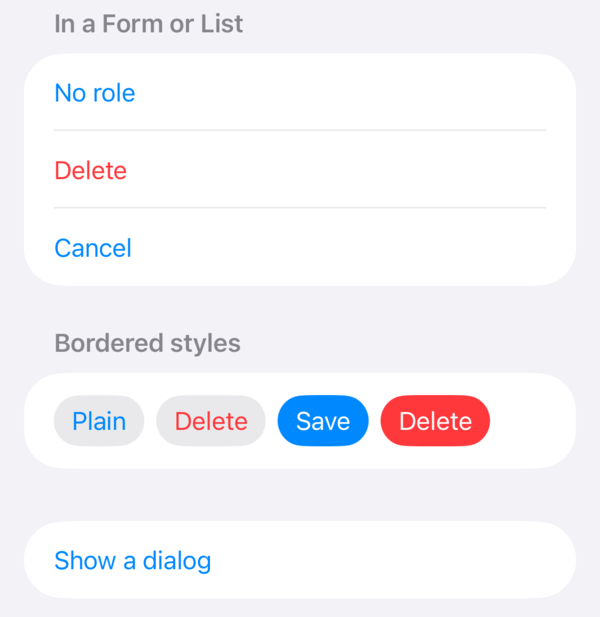 In a Form or List
No role
Delete
Cancel
Bordered styles
Plain Delete Save Delete
Show a dialog